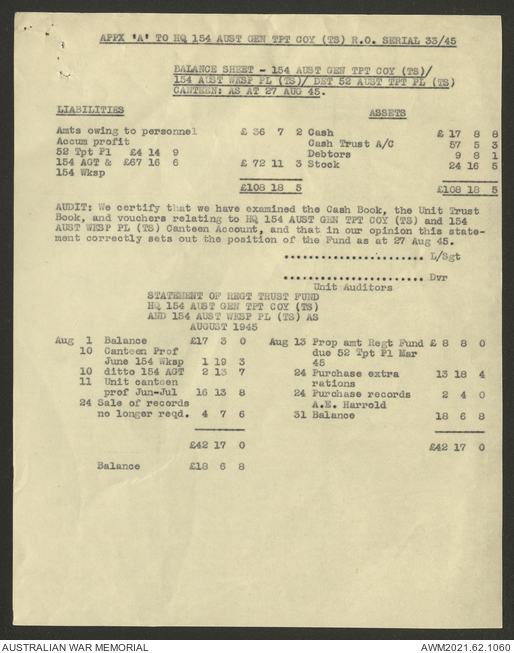 APPX 'A' TO HQ 154 AUST GEN TPT COY (TS) R.O. SERIAL 33/45
BALANCE SHEET - 154 AUST GEN TPT COY (TS)/
154 AUST WKSP PL (TS)/ DET 52 AUST TPT PL (TS)
CANTEEN: AS AT 27 AUG 45.
LIABILITIES ASSETS
Amts owing to personnel £ 36 7 2 Cash £ 17 8 8
Accum profit Cash Trust A/C 57 5 3
52 Tpt Pl £4 14 9 Debtors 9 8 1
154 AGT & £67 16 6 £ 72 11 3 Stock 24 16 5
154 Wksp
£108 18 5 £108 18 5
AUDIT: We certify that we have examined the Cash Book, the Unit Trust
Book, and vouchers relating to HQ 154 AUST GEN TPT COY (TS) and 154
AUST WKSP PL (TS) Canteen Account, and that in our opinion this state-
ment correctly sets out the position of the Fund as at 27 Aug 45.
........................ L/Sgt
........................ Dvr
Unit Auditors
STATEMENT OF REGT TRUST FUND
HQ 154 AUST GEN TPT COY (TS)
AND 154 AUST WKSP PL (TS) AS
AUGUST 1945
Aug 1 Balance £17 3 0 Aug 13 Prop amt Regt Fund £ 8 8 0
10 Canteen Prof due 52 Tpt Pl Mar
June 154 Wksp 1 19 3 45
10 ditto 154 AGT 2 13 7 24 Purchase extra 13 18 4
11 Unit canteen rations
prof Jun-Jul 16 13 8 24 Purchase records 2 4 0
24 Sale of records A.E. Harrold
no longer reqd. 4 7 6 31 Balance 18 6 8
£42 17 0 £42 17 0
Balance £18 6 8
AUSTRALIAN WAR MEMORIAL AWM2021.62.1060